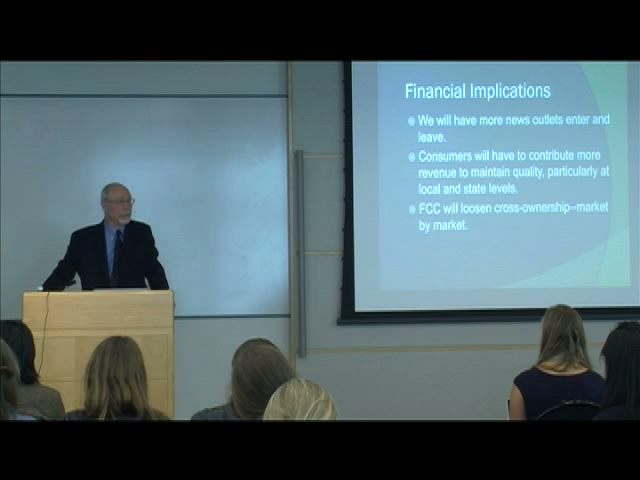 Financial Implications
We will have more news outlets enter and
leave.
Consumers will have to contribute more
revenue to maintain quality, particularly at
local and state levels.
FCC will loosen cross-ownership–market
by market.